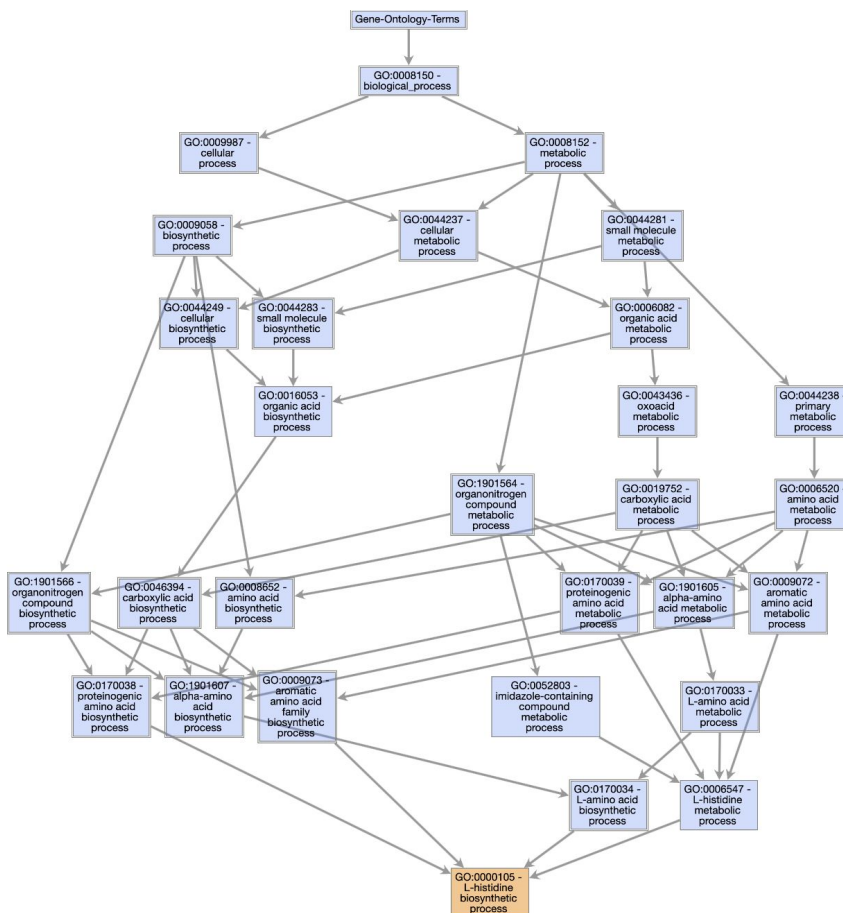 Gene-Ontology-Terms
GO:0008150 -
biological_process
GO:0009987 -
cellular
process
GO:0008152 -
metabolic
process
GO:0009058 -
biosynthetic
process
GO:0044237 -
cellular
metabolic
process
GO:0044281 -
small molecule
metabolic
process
GO:0044249 -
cellular
biosynthetic
process
GO:0044283 -
small molecule
biosynthetic
process
GO:0006082 -
organic acid
metabolic
process
GO:0016053 -
organic acid
biosynthetic
process
GO:0043436 -
oxoacid
metabolic
process
GO:0044238 -
primary
metabolic
process
GO:1901564 -
organonitrogen
compound
metabolic
process
GO:0019752 -
carboxylic acid
metabolic
process
GO:0006520 -
amino acid
metabolic
process
GO:1901566 -
organonitrogen
compound
biosynthetic
process
GO:0046394 -
carboxylic acid
biosynthetic
process
GO:0008652 -
amino acid
biosynthetic
process
GO:0170039 -
proteinogenic
amino acid
metabolic
process
GO:1901605 -
alpha-amino
acid metabolic
process
GO:0009072 -
aromatic
amino acid
metabolic
process
GO:0170038 -
proteinogenic
amino acid
biosynthetic
process
GO:1901607 -
alpha-amino
acid
biosynthetic
process
GO:0009073 -
aromatic
amino acid
family
biosynthetic
process
GO:0052803 -
imidazole-containing
compound
metabolic
process
GO:0170033 -
L-amino acid
metabolic
process
GO:0170034 -
L-amino acid
biosynthetic
process
GO:0006547 -
L-histidine
metabolic
process
GO:0000105 -
L-histidine
biosynthetic
process